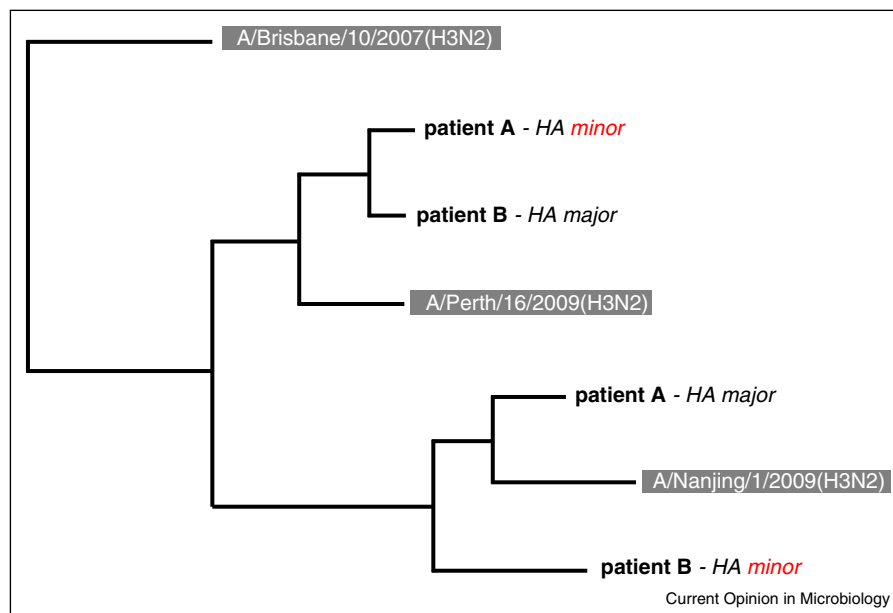 A/Brisbane/10/2007(H3N2)
patient A - HA minor
patient B - HA major
A/Perth/16/2009(H3N2)
patient A - HA major
A/Nanjing/1/2009(H3N2)
patient B - HA minor
Current Opinion in Microbiology